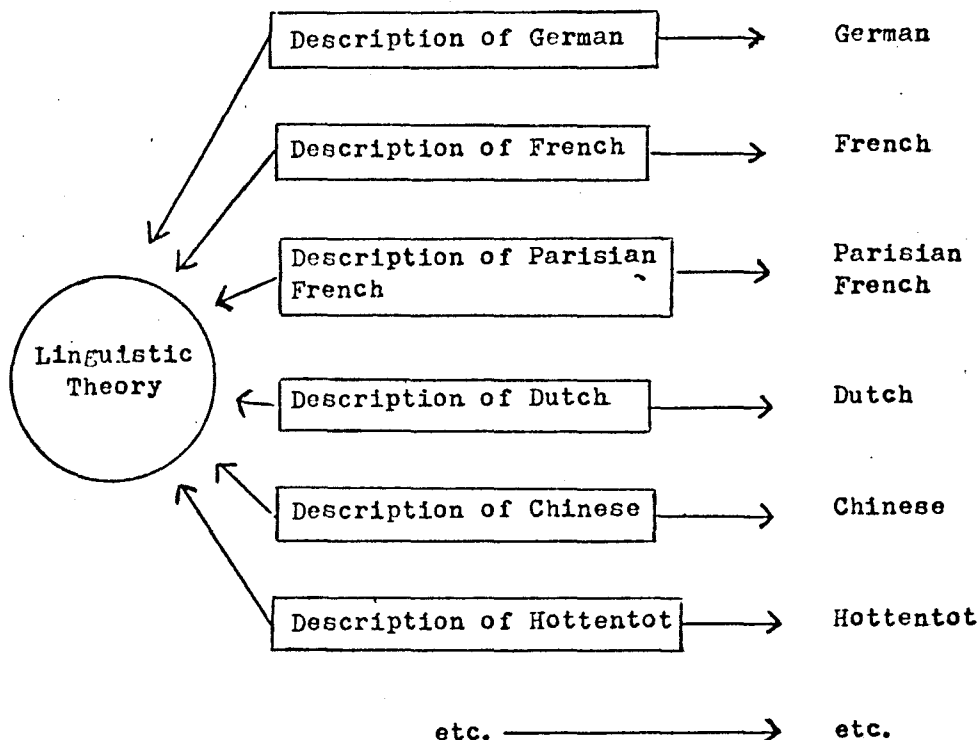 Description of German
German
Description of French
French
Description of Parisian
French
Parisian
French
Linguistic
Theory
Description of Dutch
Dutch
Description of Chinese
Chinese
Description of Hottentot
Hottentot
etc.
etc.